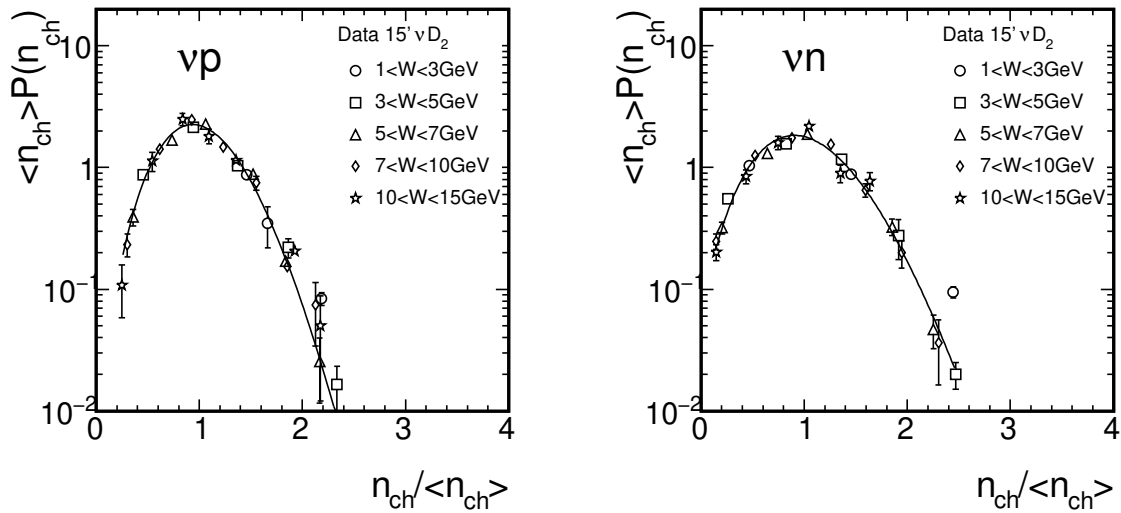 <n_ch>P(n_ch)
10
1
10^-1
10^-2
νp
Data 15' ν D_2
1<W<3GeV
3<W<5GeV
5<W<7GeV
7<W<10GeV
10<W<15GeV
0 1 2 3 4
n_ch/<n_ch>
<n_ch>P(n_ch)
10
1
10^-1
10^-2
νn
Data 15' ν D_2
1<W<3GeV
3<W<5GeV
5<W<7GeV
7<W<10GeV
10<W<15GeV
0 1 2 3 4
n_ch/<n_ch>